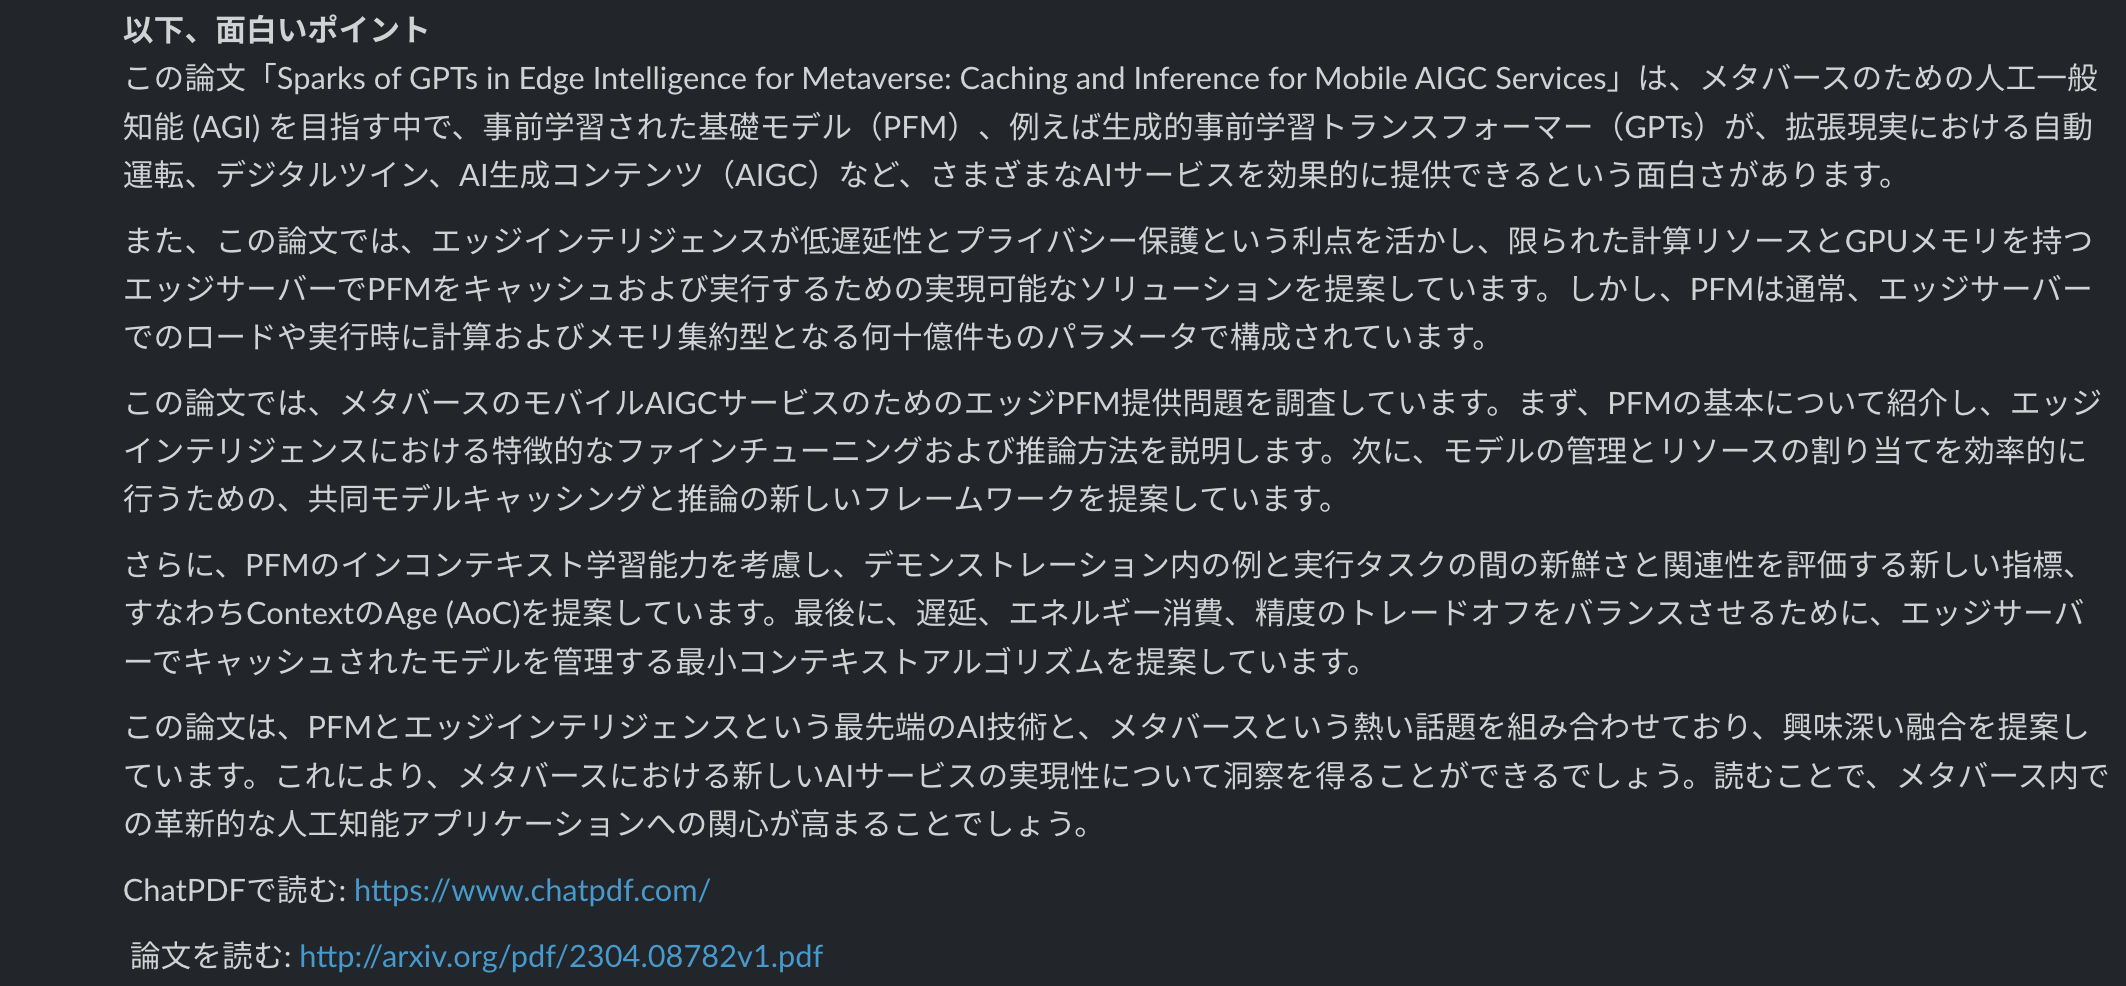 以下、面白いポイント
この論文「Sparks of GPTs in Edge Intelligence for Metaverse: Caching and Inference for Mobile AIGC Services」は、メタバースのための人工一般
知能 (AGI) を目指す中で、事前学習された基礎モデル（PFM）、例えば生成的事前学習トランスフォーマー（GPTs）が、拡張現実における自動
運転、デジタルツイン、AI生成コンテンツ（AIGC）など、さまざまなAIサービスを効果的に提供できるという面白さがあります。
また、この論文では、エッジインテリジェンスが低遅延性とプライバシー保護という利点を活かし、限られた計算リソースとGPUメモリを持つ
エッジサーバーでPFMをキャッシュおよび実行するための実現可能なソリューションを提案しています。しかし、PFMは通常、エッジサーバー
でのロードや実行時に計算およびメモリ集約型となる何十億件ものパラメータで構成されています。
この論文では、メタバースのモバイルAIGCサービスのためのエッジPFM提供問題を調査しています。まず、PFMの基本について紹介し、エッジ
インテリジェンスにおける特徴的なファインチューニングおよび推論方法を説明します。次に、モデルの管理とリソースの割り当てを効率的に
行うための、共同モデルキャッシングと推論の新しいフレームワークを提案しています。
さらに、PFMのインコンテキスト学習能力を考慮し、デモンストレーション内の例と実行タスクの間の新鮮さと関連性を評価する新しい指標、
すなわちContextのAge (AoC)を提案しています。最後に、遅延、エネルギー消費、精度のトレードオフをバランスさせるために、エッジサーバ
ーでキャッシュされたモデルを管理する最小コンテキストアルゴリズムを提案しています。
この論文は、PFMとエッジインテリジェンスという最先端のAI技術と、メタバースという熱い話題を組み合わせており、興味深い融合を提案し
ています。これにより、メタバースにおける新しいAIサービスの実現性について洞察を得ることができるでしょう。読むことで、メタバース内で
の革新的な人工知能アプリケーションへの関心が高まることでしょう。
ChatPDFで読む: https://www.chatpdf.com/
論文を読む: http://arxiv.org/pdf/2304.08782v1.pdf